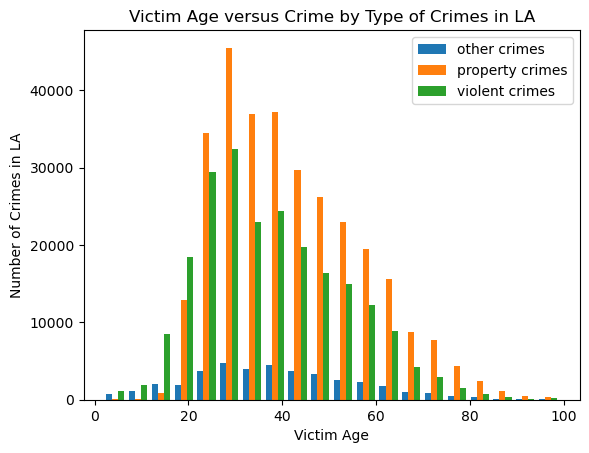 Victim Age versus Crime by Type of Crimes in LA
other crimes
property crimes
violent crimes
Number of Crimes in LA
40000
30000
20000
10000
0
0 20 40 60 80 100
Victim Age